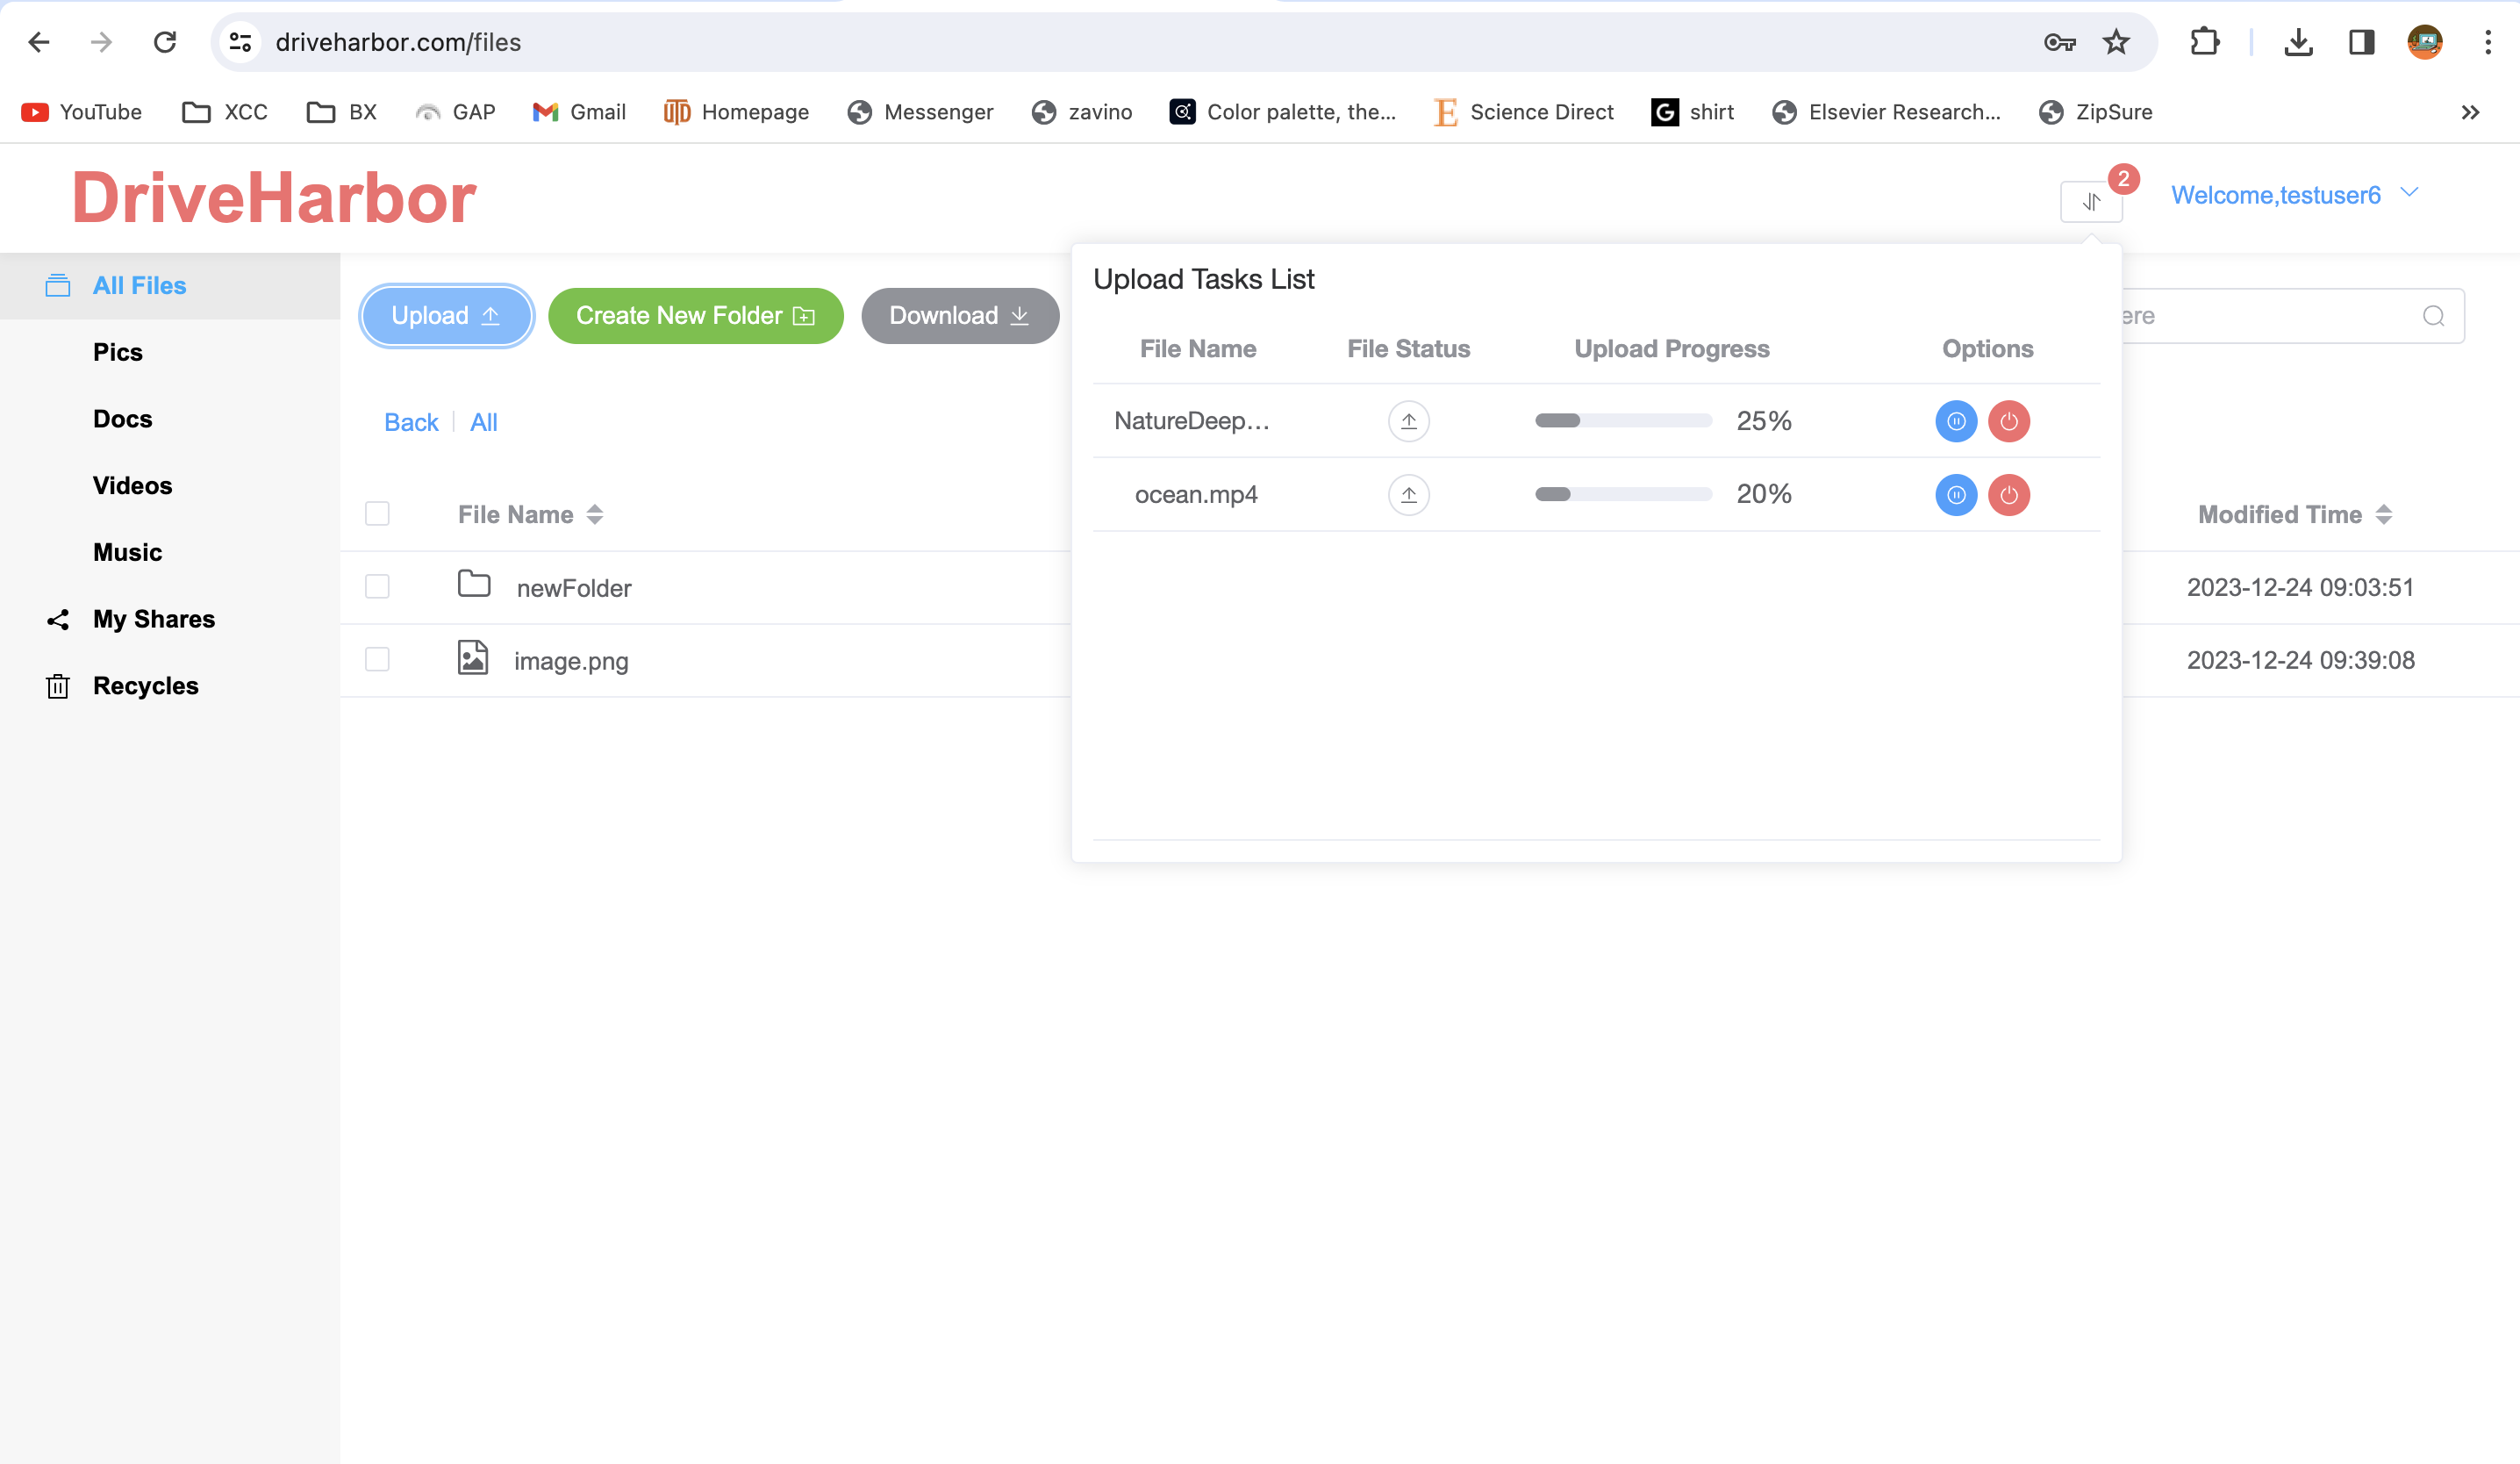 driveharbor.com/files
YouTube XCC BX GAP Gmail Homepage Messenger zavino Color palette, the... Science Direct G shirt Elsevier Research... ZipSure
DriveHarbor
2
Welcome,testuser6
All Files
Pics
Docs
Videos
Music
My Shares
Recycles
Upload Create New Folder Download
ere
Back All
File Name Modified Time
newFolder 2023-12-24 09:03:51
image.png 2023-12-24 09:39:08
Upload Tasks List
File Name File Status Upload Progress Options
NatureDeep... 25%
ocean.mp4 20%